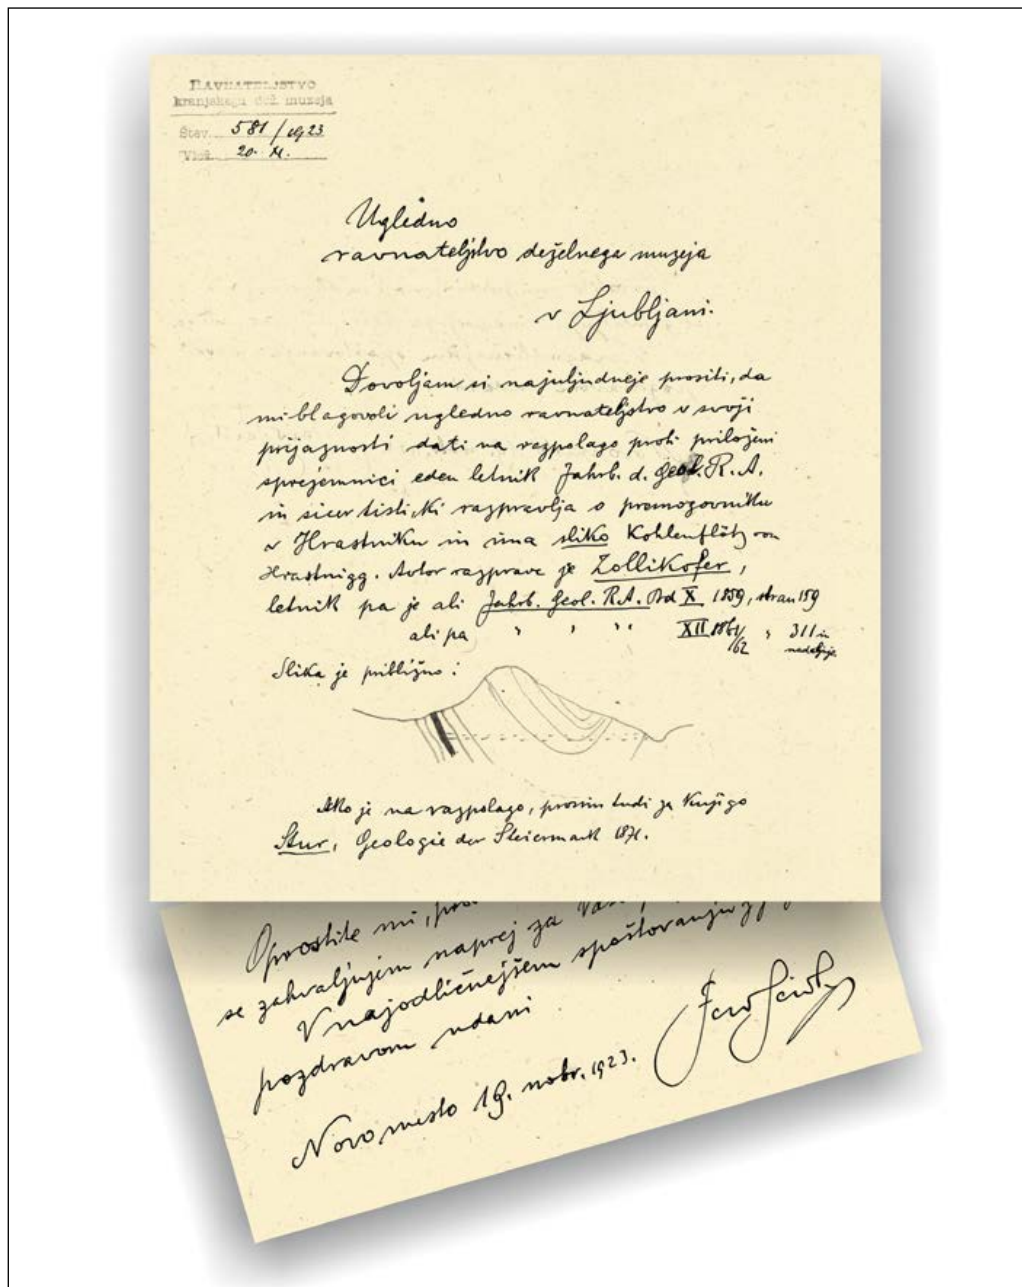 RAVNATELJSTVO
kranjskega dež. muzeja
Štev. 581/1923
20. XI.
Ugledno
ravnateljstvo deželnega muzeja
v Ljubljani.
Dovoljam si najuljudneje prositi, da
mi blagovoli ugledno ravnateljstvo v svoji
prijaznosti dati na razpolago proti priloženi
sprejemnici eden letnik Jahrb. d. Geol. R. A.
in sicer tisti, ki razpravlja o premogovniku
v Hrastniku in ima sliko Kohlenflötz von
Hrastnigg. Avtor razprave je Zollikofer,
letnik pa je ali Jahrb. Geol. R. A. Bd X 1859, stran 159
ali pa " " " XII 1861/62 " 311 in nadaljnje
Slika je približno:
Ako je na razpolago, prosim tudi za knjigo
Stur, Geologie der Steiermark 1871.
Oprostite mi,
se zahvaljujem naprej za
V najodličnejšem spoštovanju z
pozdravom udani
Novo mesto 19. nobr. 1923.
Ferd Seidl